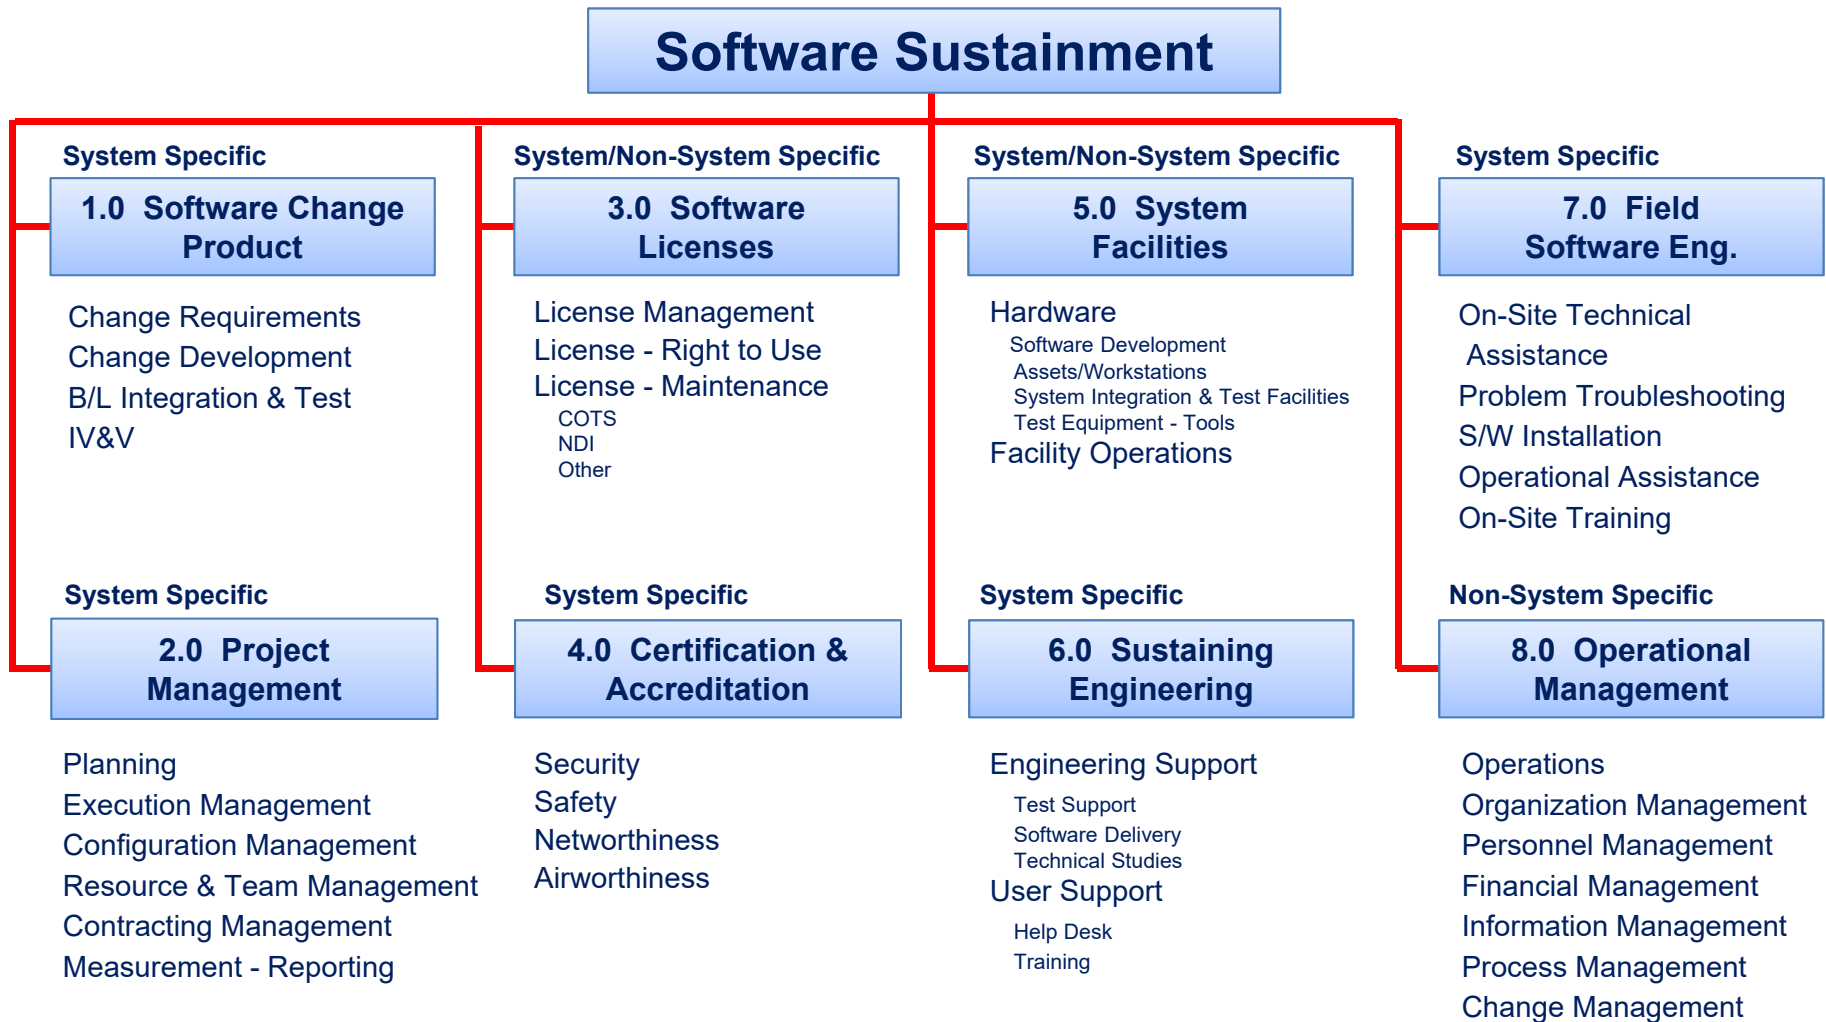 Software Sustainment
System Specific
1.0 Software Change
Product
Change Requirements
Change Development
B/L Integration & Test
IV&V
System Specific
2.0 Project
Management
Planning
Execution Management
Configuration Management
Resource & Team Management
Contracting Management
Measurement - Reporting
System/Non-System Specific
3.0 Software
Licenses
License Management
License - Right to Use
License - Maintenance
COTS
NDI
Other
System Specific
4.0 Certification &
Accreditation
Security
Safety
Networthiness
Airworthiness
System/Non-System Specific
5.0 System
Facilities
Hardware
Software Development
Assets/Workstations
System Integration & Test Facilities
Test Equipment - Tools
Facility Operations
System Specific
6.0 Sustaining
Engineering
Engineering Support
Test Support
Software Delivery
Technical Studies
User Support
Help Desk
Training
System Specific
7.0 Field
Software Eng.
On-Site Technical
Assistance
Problem Troubleshooting
S/W Installation
Operational Assistance
On-Site Training
Non-System Specific
8.0 Operational
Management
Operations
Organization Management
Personnel Management
Financial Management
Information Management
Process Management
Change Management